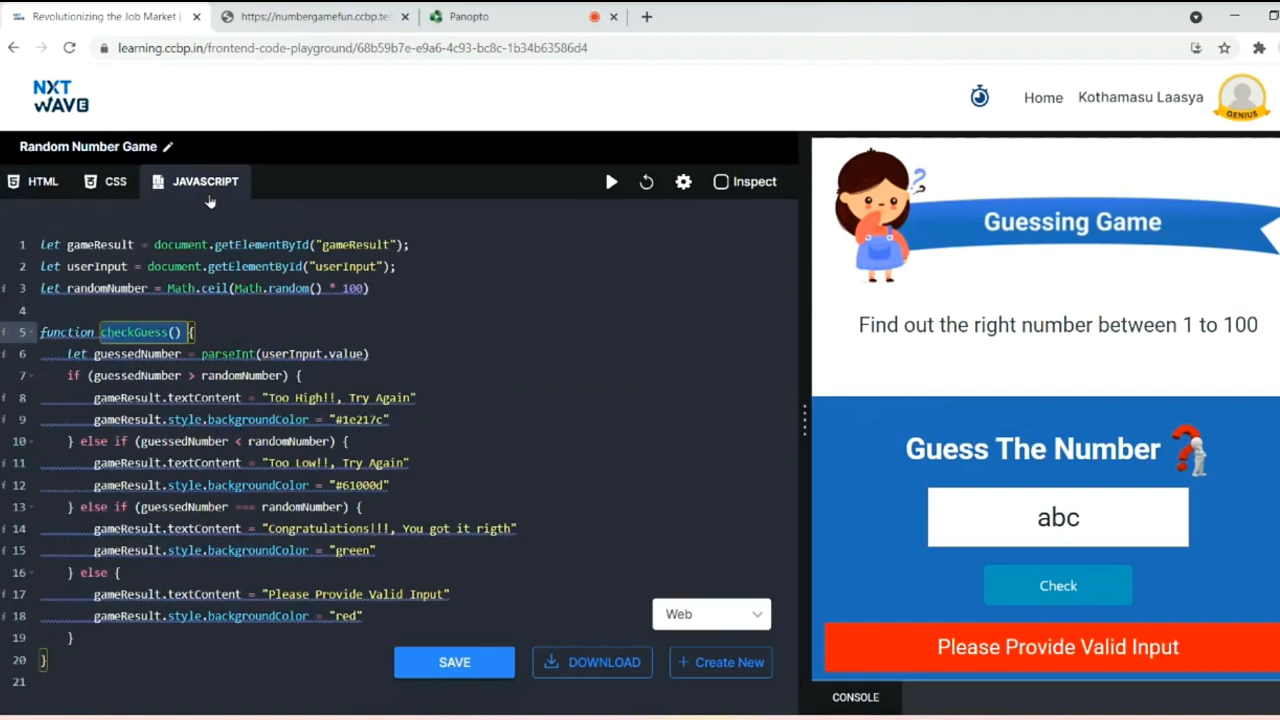 Revolutionizing the Job Market |
https://numbergamefun.ccbp.tec
Panopto
learning.ccbp.in/frontend-code-playground/68b59b7e-e9a6-4c93-bc8c-1b34b63586d4
NXT
WAVE
Home
Kothamasu Laasya
GENIUS
Random Number Game
HTML
CSS
JAVASCRIPT
Inspect
1 let gameResult = document.getElementById("gameResult");
2 let userInput = document.getElementById("userInput");
3 let randomNumber = Math.ceil(Math.random() * 100)
4
5 function checkGuess() {
6 let guessedNumber = parseInt(userInput.value)
7 if (guessedNumber > randomNumber) {
8 gameResult.textContent = "Too High!!, Try Again"
9 gameResult.style.backgroundColor = "#1e217c"
10 } else if (guessedNumber < randomNumber) {
11 gameResult.textContent = "Too Low!!, Try Again"
12 gameResult.style.backgroundColor = "#61000d"
13 } else if (guessedNumber === randomNumber) {
14 gameResult.textContent = "Congratulations!!!, You got it rigth"
15 gameResult.style.backgroundColor = "green"
16 } else {
17 gameResult.textContent = "Please Provide Valid Input"
18 gameResult.style.backgroundColor = "red"
19 }
20 }
21
Web
SAVE
DOWNLOAD
+ Create New
Guessing Game
Find out the right number between 1 to 100
Guess The Number
abc
Check
Please Provide Valid Input
CONSOLE